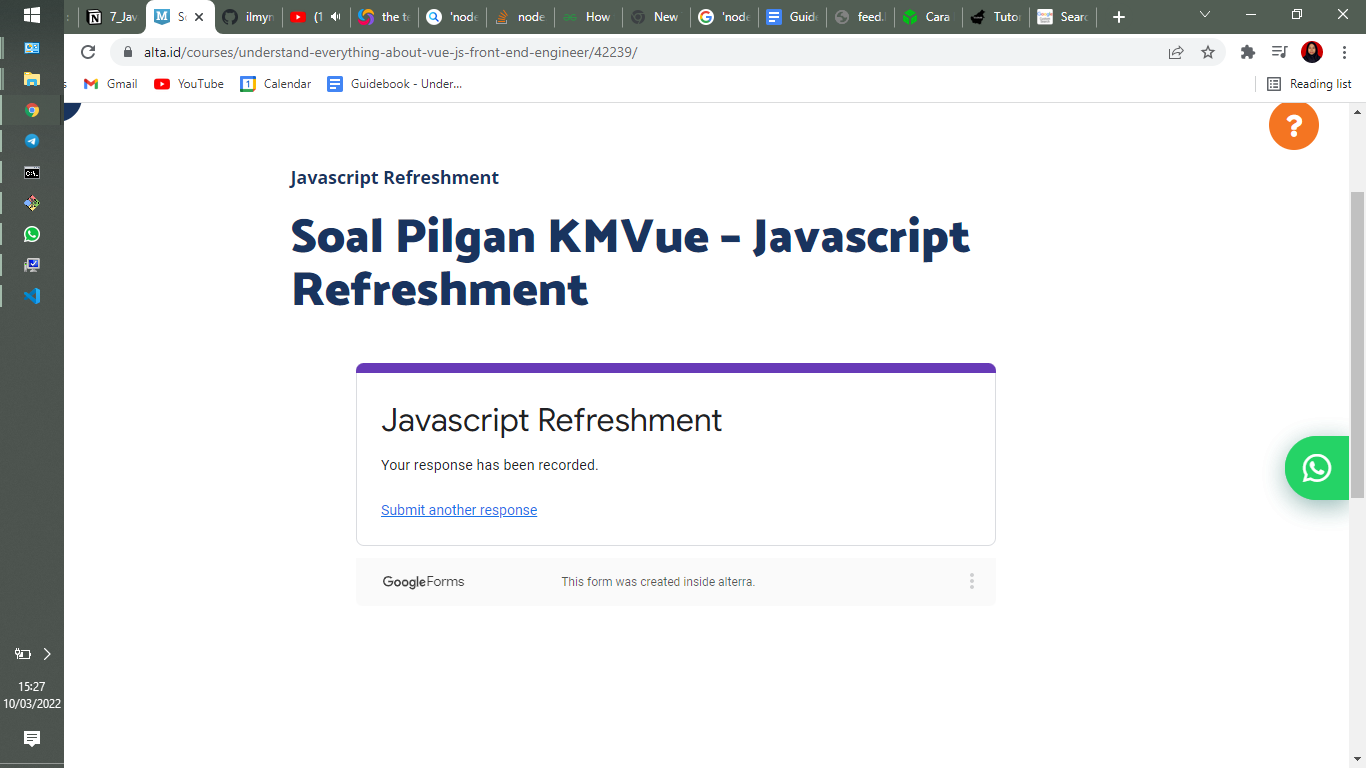 7_Jav
(1
ilmyn
the te
'node
node
How
New
'node
Guide
feed.
Cara
Tutor
Searc
alta.id/courses/understand-everything-about-vue-js-front-end-engineer/42239/
Gmail
YouTube
Calendar
Guidebook - Under...
Reading list
?
Javascript Refreshment
Soal Pilgan KMVue – Javascript
Refreshment
Javascript Refreshment
Your response has been recorded.
Submit another response
Google Forms
This form was created inside alterra.
15:27
10/03/2022